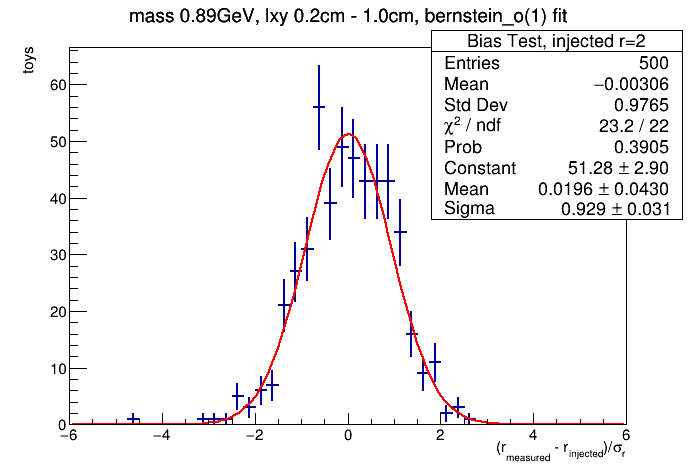 mass 0.89GeV, lxy 0.2cm - 1.0cm, bernstein_o(1) fit
toys
Bias Test, injected r=2
Entries 500
Mean −0.00306
Std Dev 0.9765
χ² / ndf 23.2 / 22
Prob 0.3905
Constant 51.28 ± 2.90
Mean 0.0196 ± 0.0430
Sigma 0.929 ± 0.031
60
50
40
30
20
10
0
−6 −4 −2 0 2 4 6
(r_measured - r_injected)/σ_r